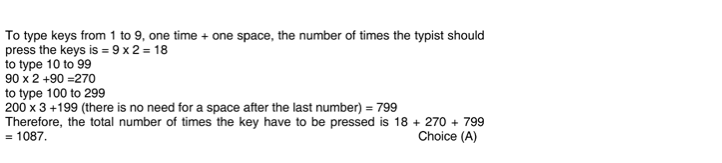 To type keys from 1 to 9, one time + one space, the number of times the typist should
press the keys is = 9 x 2 = 18
to type 10 to 99
90 x 2 +90 =270
to type 100 to 299
200 x 3 +199 (there is no need for a space after the last number) = 799
Therefore, the total number of times the key have to be pressed is 18 + 270 + 799
= 1087. Choice (A)